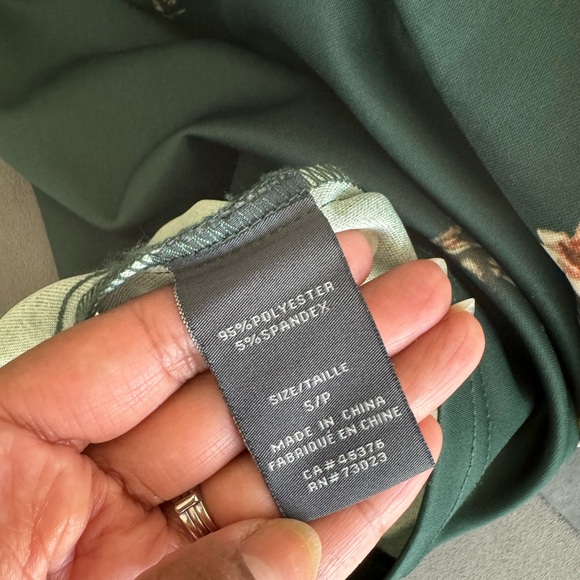 95%POLYESTER
5%SPANDEX
SIZE/TAILLE
S/P
MADE IN CHINA
FABRIQUÉ EN CHINE
CA#45376
RN#73023